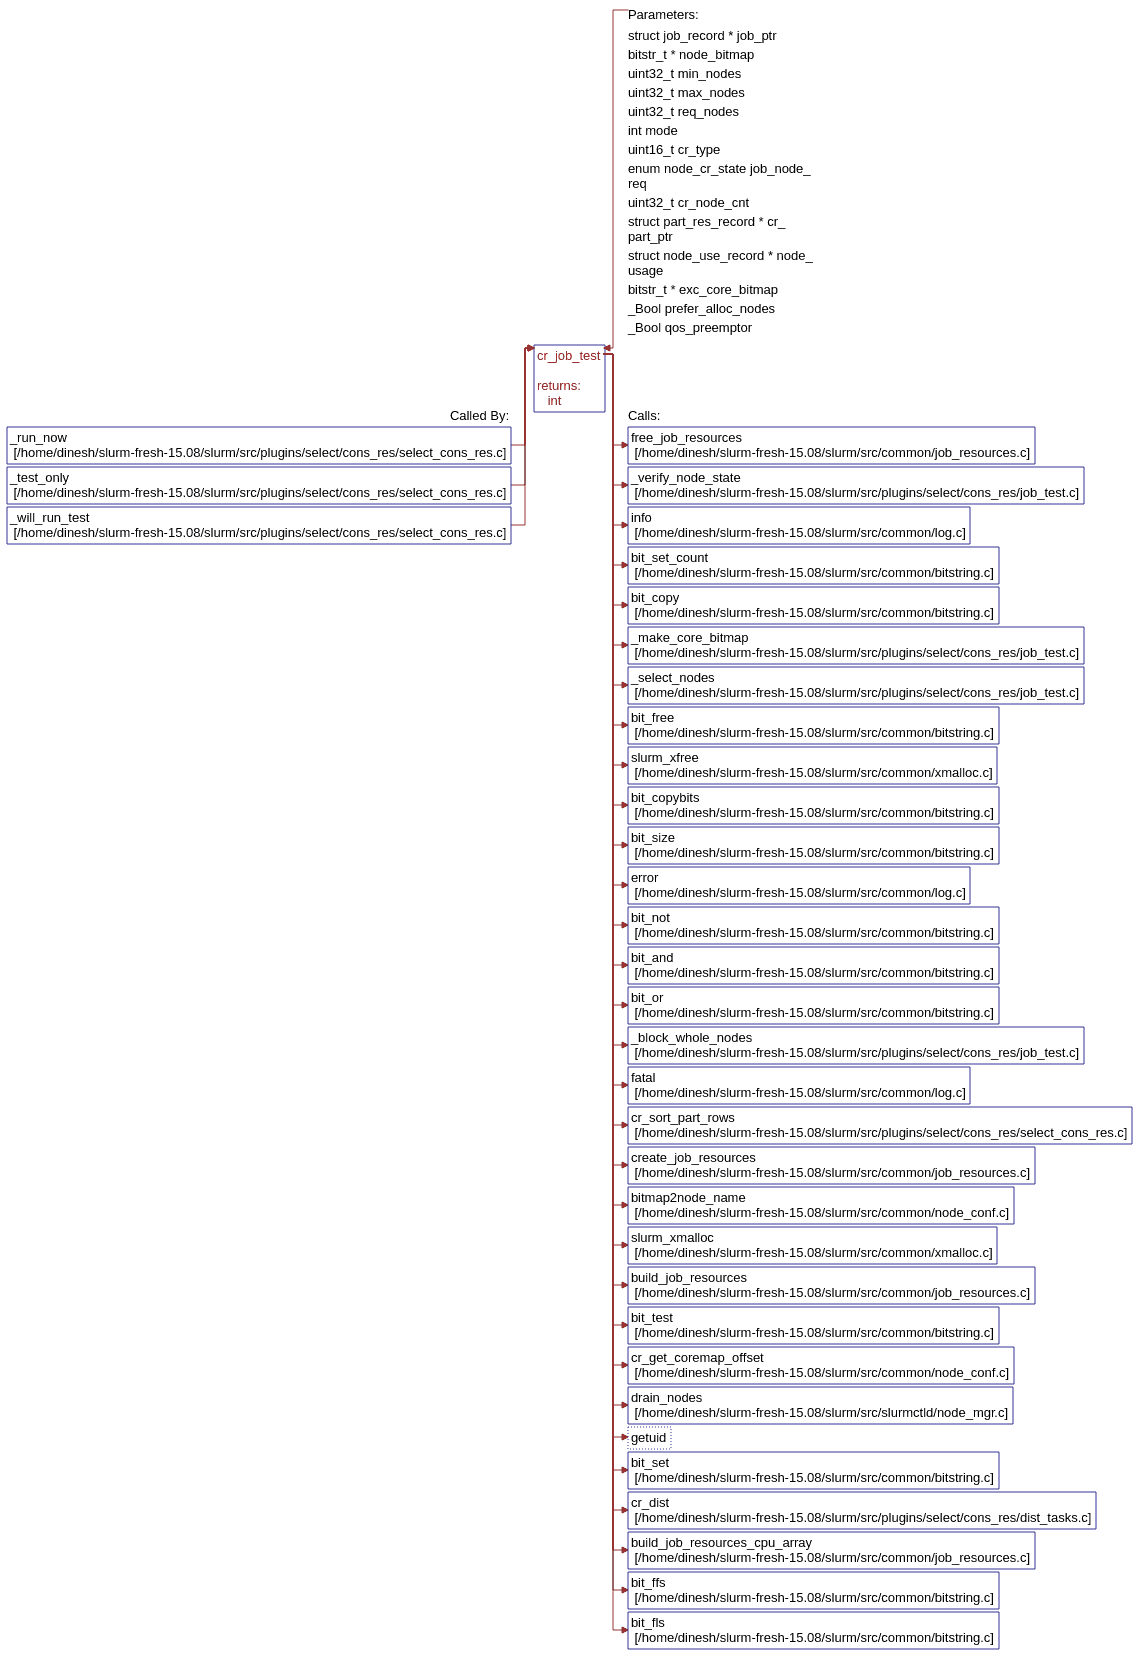 Parameters:
struct job_record * job_ptr
bitstr_t * node_bitmap
uint32_t min_nodes
uint32_t max_nodes
uint32_t req_nodes
int mode
uint16_t cr_type
enum node_cr_state job_node_
req
uint32_t cr_node_cnt
struct part_res_record * cr_
part_ptr
struct node_use_record * node_
usage
bitstr_t * exc_core_bitmap
_Bool prefer_alloc_nodes
_Bool qos_preemptor
cr_job_test
returns:
int
Called By:
_run_now
[/home/dinesh/slurm-fresh-15.08/slurm/src/plugins/select/cons_res/select_cons_res.c]
_test_only
[/home/dinesh/slurm-fresh-15.08/slurm/src/plugins/select/cons_res/select_cons_res.c]
_will_run_test
[/home/dinesh/slurm-fresh-15.08/slurm/src/plugins/select/cons_res/select_cons_res.c]
Calls:
free_job_resources
[/home/dinesh/slurm-fresh-15.08/slurm/src/common/job_resources.c]
_verify_node_state
[/home/dinesh/slurm-fresh-15.08/slurm/src/plugins/select/cons_res/job_test.c]
info
[/home/dinesh/slurm-fresh-15.08/slurm/src/common/log.c]
bit_set_count
[/home/dinesh/slurm-fresh-15.08/slurm/src/common/bitstring.c]
bit_copy
[/home/dinesh/slurm-fresh-15.08/slurm/src/common/bitstring.c]
_make_core_bitmap
[/home/dinesh/slurm-fresh-15.08/slurm/src/plugins/select/cons_res/job_test.c]
_select_nodes
[/home/dinesh/slurm-fresh-15.08/slurm/src/plugins/select/cons_res/job_test.c]
bit_free
[/home/dinesh/slurm-fresh-15.08/slurm/src/common/bitstring.c]
slurm_xfree
[/home/dinesh/slurm-fresh-15.08/slurm/src/common/xmalloc.c]
bit_copybits
[/home/dinesh/slurm-fresh-15.08/slurm/src/common/bitstring.c]
bit_size
[/home/dinesh/slurm-fresh-15.08/slurm/src/common/bitstring.c]
error
[/home/dinesh/slurm-fresh-15.08/slurm/src/common/log.c]
bit_not
[/home/dinesh/slurm-fresh-15.08/slurm/src/common/bitstring.c]
bit_and
[/home/dinesh/slurm-fresh-15.08/slurm/src/common/bitstring.c]
bit_or
[/home/dinesh/slurm-fresh-15.08/slurm/src/common/bitstring.c]
_block_whole_nodes
[/home/dinesh/slurm-fresh-15.08/slurm/src/plugins/select/cons_res/job_test.c]
fatal
[/home/dinesh/slurm-fresh-15.08/slurm/src/common/log.c]
cr_sort_part_rows
[/home/dinesh/slurm-fresh-15.08/slurm/src/plugins/select/cons_res/select_cons_res.c]
create_job_resources
[/home/dinesh/slurm-fresh-15.08/slurm/src/common/job_resources.c]
bitmap2node_name
[/home/dinesh/slurm-fresh-15.08/slurm/src/common/node_conf.c]
slurm_xmalloc
[/home/dinesh/slurm-fresh-15.08/slurm/src/common/xmalloc.c]
build_job_resources
[/home/dinesh/slurm-fresh-15.08/slurm/src/common/job_resources.c]
bit_test
[/home/dinesh/slurm-fresh-15.08/slurm/src/common/bitstring.c]
cr_get_coremap_offset
[/home/dinesh/slurm-fresh-15.08/slurm/src/common/node_conf.c]
drain_nodes
[/home/dinesh/slurm-fresh-15.08/slurm/src/slurmctld/node_mgr.c]
getuid
bit_set
[/home/dinesh/slurm-fresh-15.08/slurm/src/common/bitstring.c]
cr_dist
[/home/dinesh/slurm-fresh-15.08/slurm/src/plugins/select/cons_res/dist_tasks.c]
build_job_resources_cpu_array
[/home/dinesh/slurm-fresh-15.08/slurm/src/common/job_resources.c]
bit_ffs
[/home/dinesh/slurm-fresh-15.08/slurm/src/common/bitstring.c]
bit_fls
[/home/dinesh/slurm-fresh-15.08/slurm/src/common/bitstring.c]